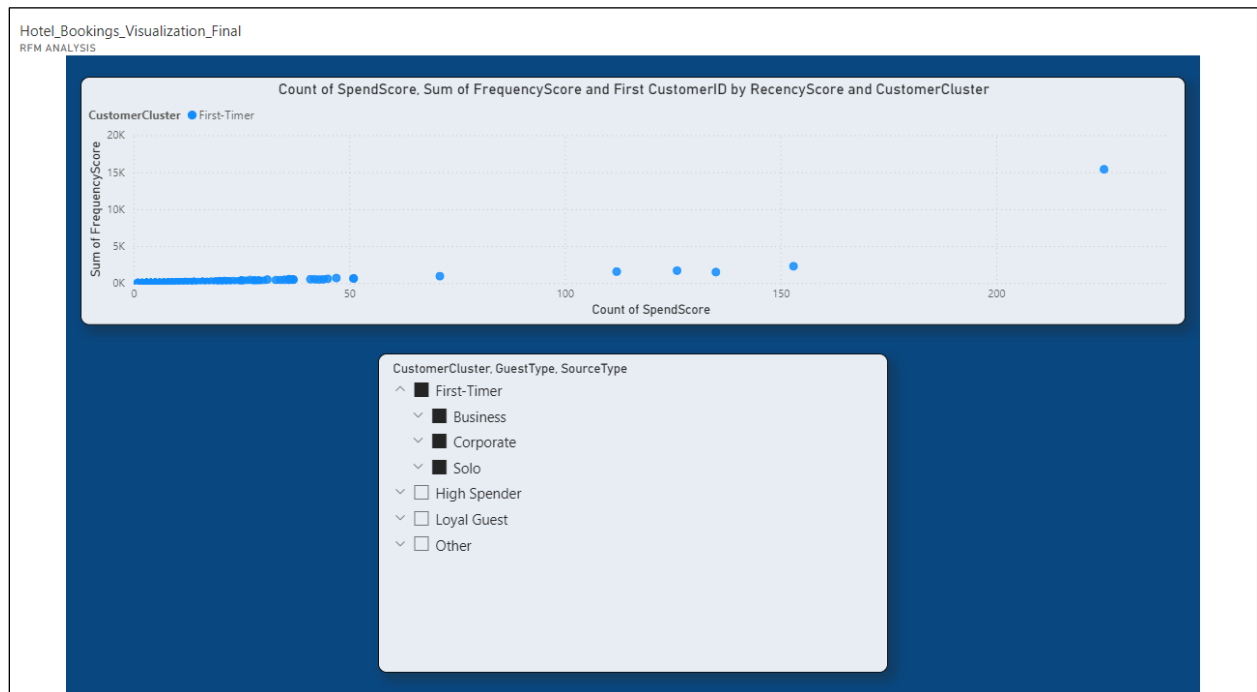 Hotel_Bookings_Visualization_Final
RFM ANALYSIS
Count of SpendScore, Sum of FrequencyScore and First CustomerID by RecencyScore and CustomerCluster
CustomerCluster First-Timer
Sum of FrequencyScore
20K
15K
10K
5K
0K
0 50 100 150 200
Count of SpendScore
CustomerCluster, GuestType, SourceType
First-Timer
Business
Corporate
Solo
High Spender
Loyal Guest
Other